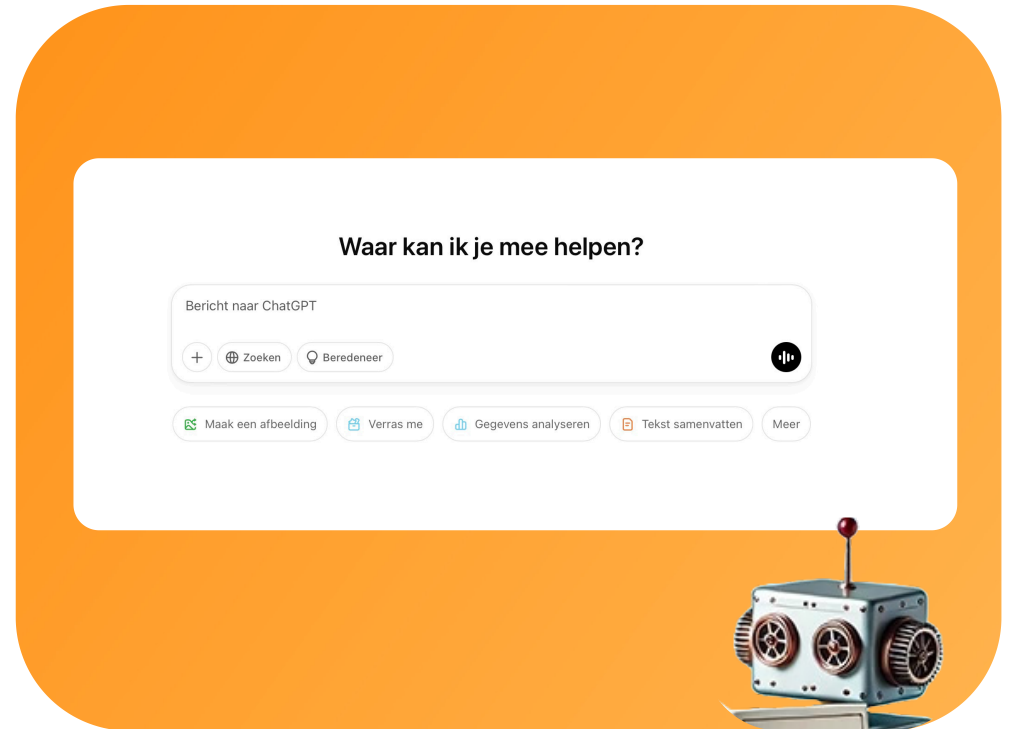 Waar kan ik je mee helpen?
Bericht naar ChatGPT
Zoeken Beredeneer
Maak een afbeelding Verras me Gegevens analyseren Tekst samenvatten Meer